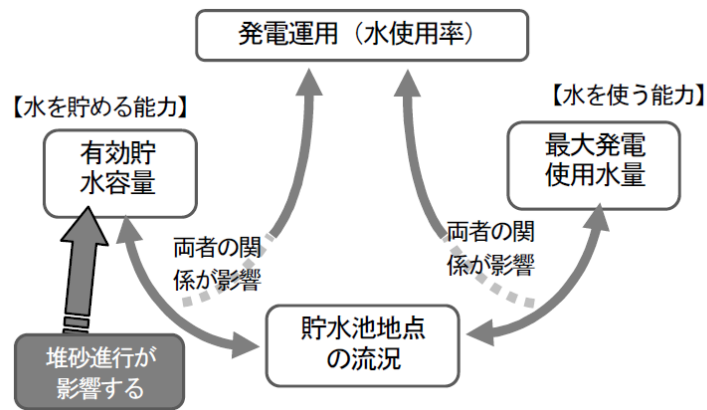 発電運用（水使用率）
【水を貯める能力】
【水を使う能力】
有効貯
水容量
最大発電
使用水量
両者の関
係が影響
両者の関
係が影響
貯水池地点
の流況
堆砂進行が
影響する